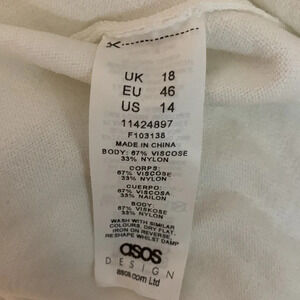 UK 18
EU 46
US 14
11424897
F103138
MADE IN CHINA
BODY: 67% VISCOSE
33% NYLON
CORPS:
67% VISCOSE
33% NYLON
CUERPO:
67% VISCOSA
33% NAILON
BODY:
67% VISKOSE
33% NYLON
WASH WITH SIMILAR
COLOURS, DRY FLAT,
IRON ON REVERSE,
RESHAPE WHILST DAMP
asos
DESIGN
asos.com Ltd